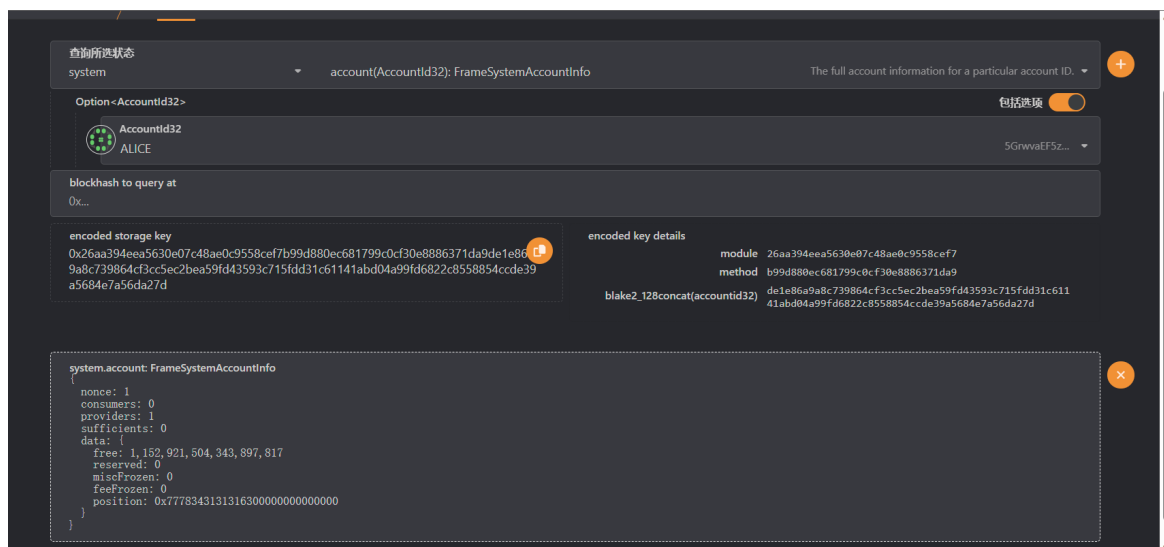 查询所选状态
system
account(AccountId32): FrameSystemAccountInfo
The full account information for a particular account ID.
Option<AccountId32>
包括选项
AccountId32
ALICE
5GrwvaEF5z...
blockhash to query at
0x...
encoded storage key
0x26aa394eea5630e07c48ae0c9558cef7b99d880ec681799c0cf30e8886371da9de1e86
9a8c739864cf3cc5ec2bea59fd43593c715fdd31c61141abd04a99fd6822c8558854ccde39
a5684e7a56da27d
encoded key details
module 26aa394eea5630e07c48ae0c9558cef7
method b99d880ec681799c0cf30e8886371da9
blake2_128concat(accountid32) de1e86a9a8c739864cf3cc5ec2bea59fd43593c715fdd31c611
41abd04a99fd6822c8558854ccde39a5684e7a56da27d
system.account: FrameSystemAccountInfo
{
nonce: 1
consumers: 0
providers: 1
sufficients: 0
data: {
free: 1,152,921,504,343,897,817
reserved: 0
miscFrozen: 0
feeFrozen: 0
position: 0x7778343131316300000000000000
}
}